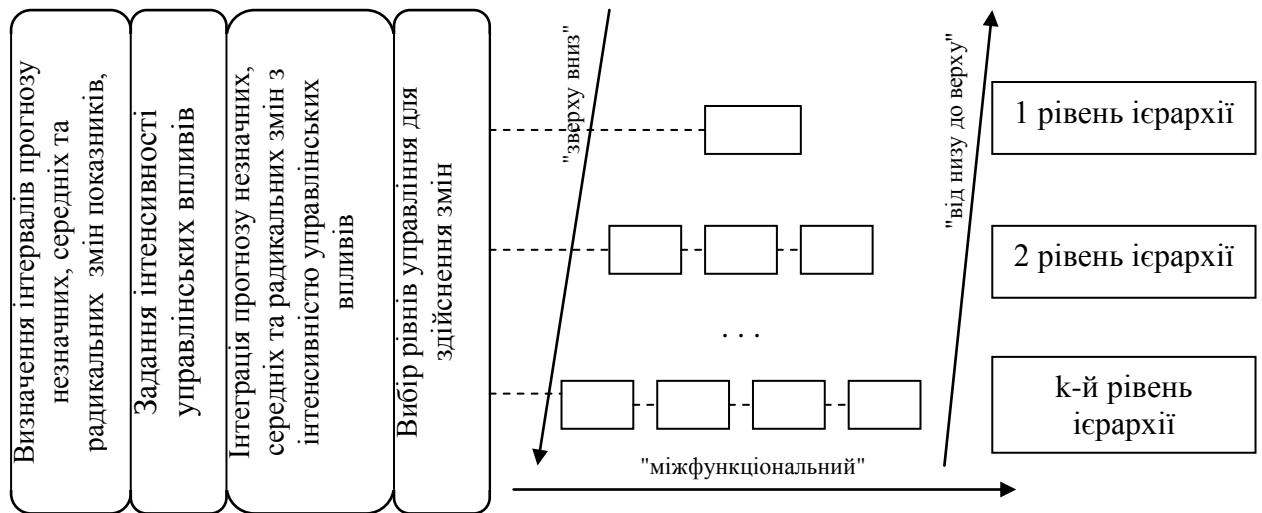 Визначення інтервалів прогнозу
незначних, середніх та
радикальних змін показників,
Задання інтенсивності
управлінських впливів
Інтеграція прогнозу незначних,
середніх та радикальних змін з
інтенсивністю управлінських
впливів
Вибір рівнів управління для
здійснення змін
"зверху вниз"
"від низу до верху"
1 рівень ієрархії
2 рівень ієрархії
. . .
k-й рівень
ієрархії
"міжфункціональний"